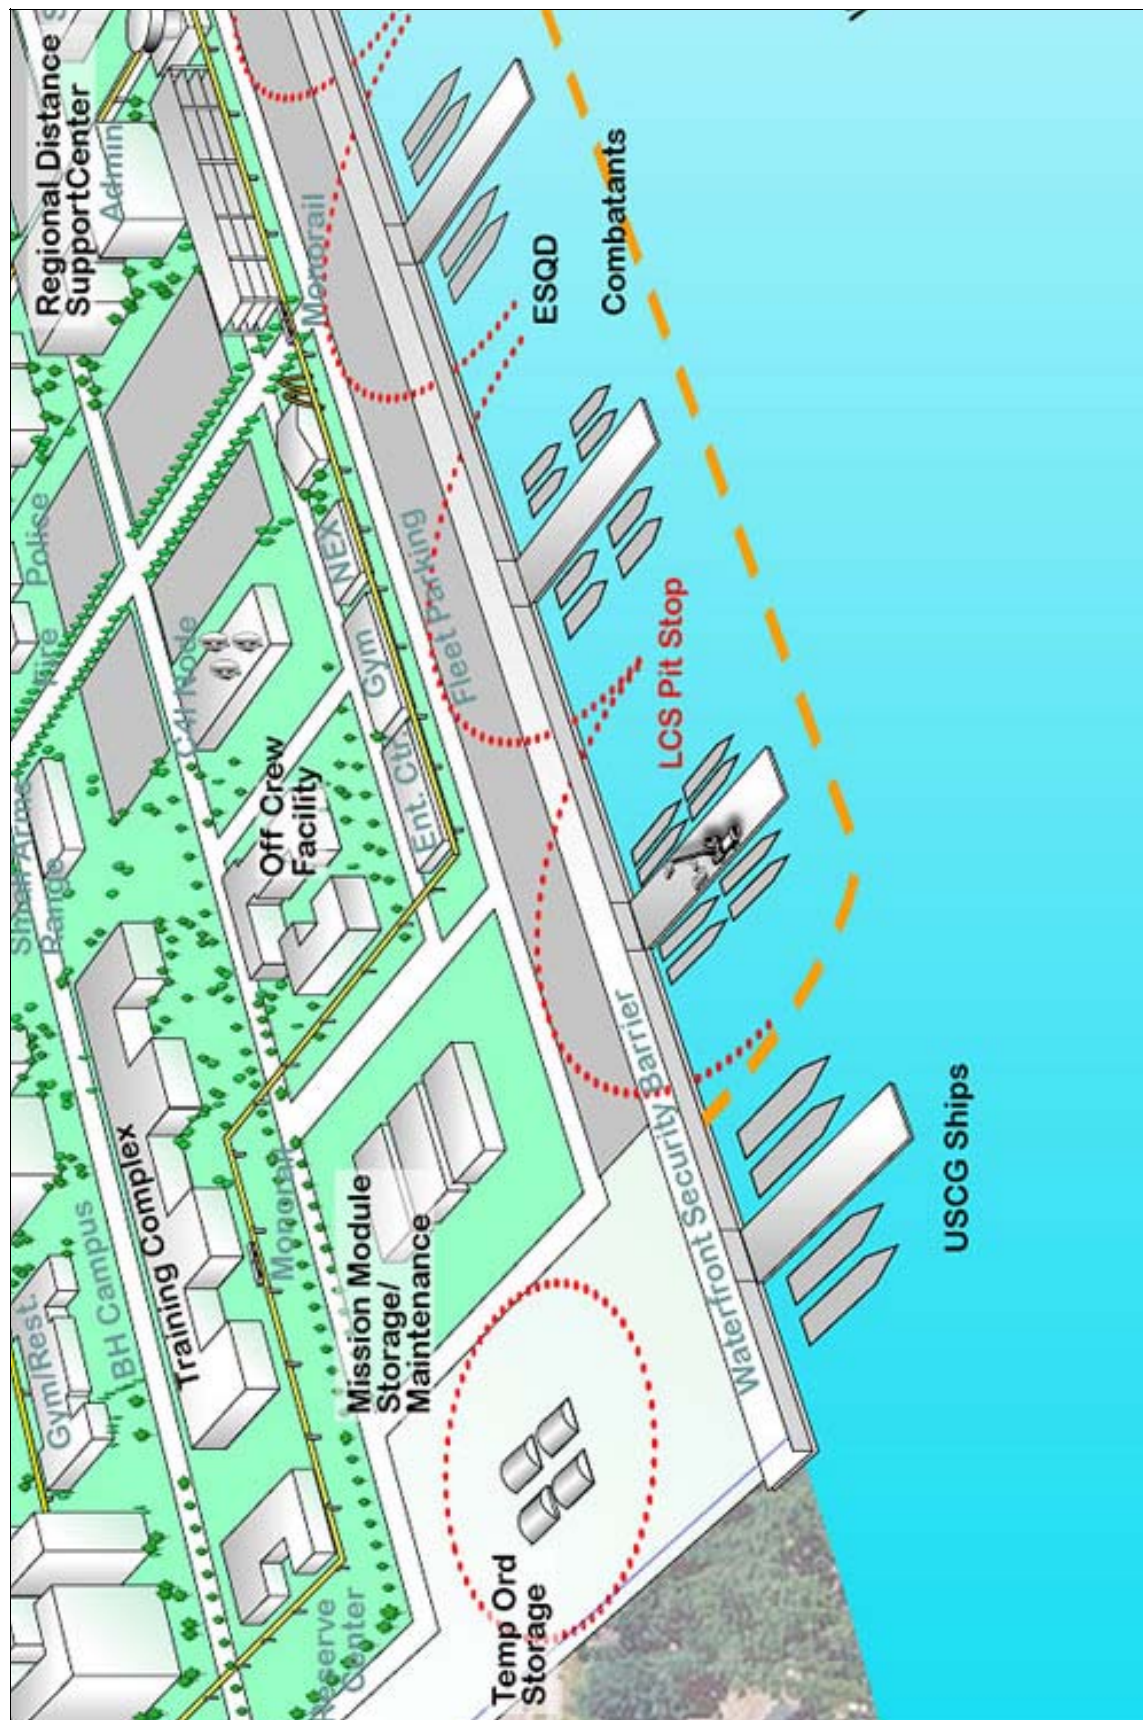 Gym/Rest.
Small Arms
Range
Fire
Police
Regional Distance
SupportCenter
Admin
BH Campus
Training Complex
C4I Node
Off Crew
Facility
Monorail
Monorail
Reserve
Center
Mission Module
Storage/
Maintenance
Ent. Ctr.
Gym
NEX
Fleet Parking
Temp Ord
Storage
ESQD
Waterfront Security Barrier
LCS Pit Stop
Combatants
USCG Ships